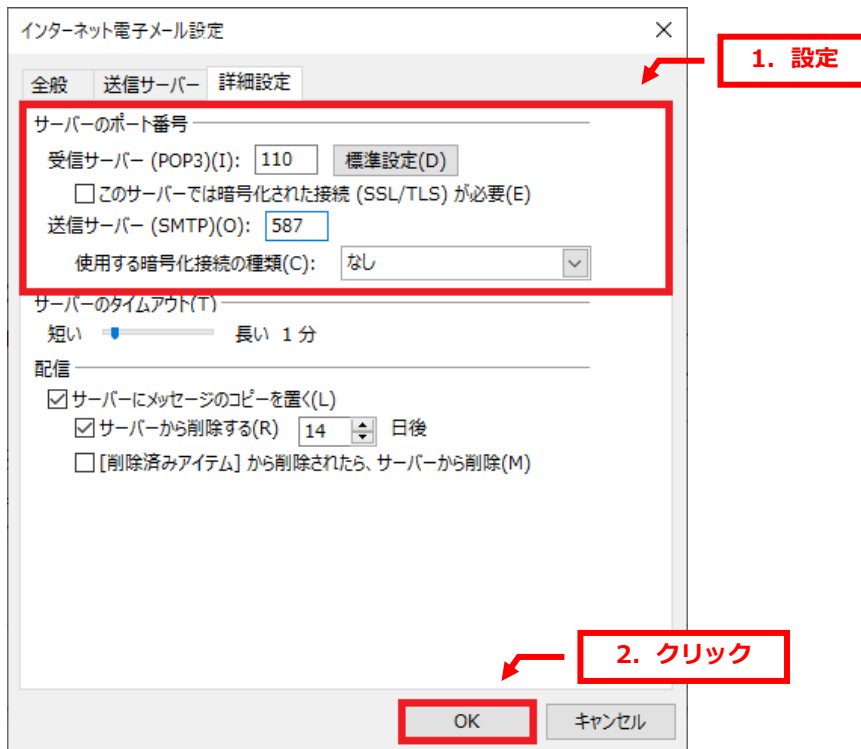 インターネット電子メール設定
1. 設定
全般 送信サーバー 詳細設定
サーバーのポート番号
受信サーバー (POP3)(I): 110 標準設定(D)
このサーバーでは暗号化された接続 (SSL/TLS) が必要(E)
送信サーバー (SMTP)(O): 587
使用する暗号化接続の種類(C): なし
サーバーのタイムアウト(T)
短い 長い 1 分
配信
サーバーにメッセージのコピーを置く(L)
サーバーから削除する(R) 14 日後
[削除済みアイテム] から削除されたら、サーバーから削除(M)
2. クリック
OK キャンセル